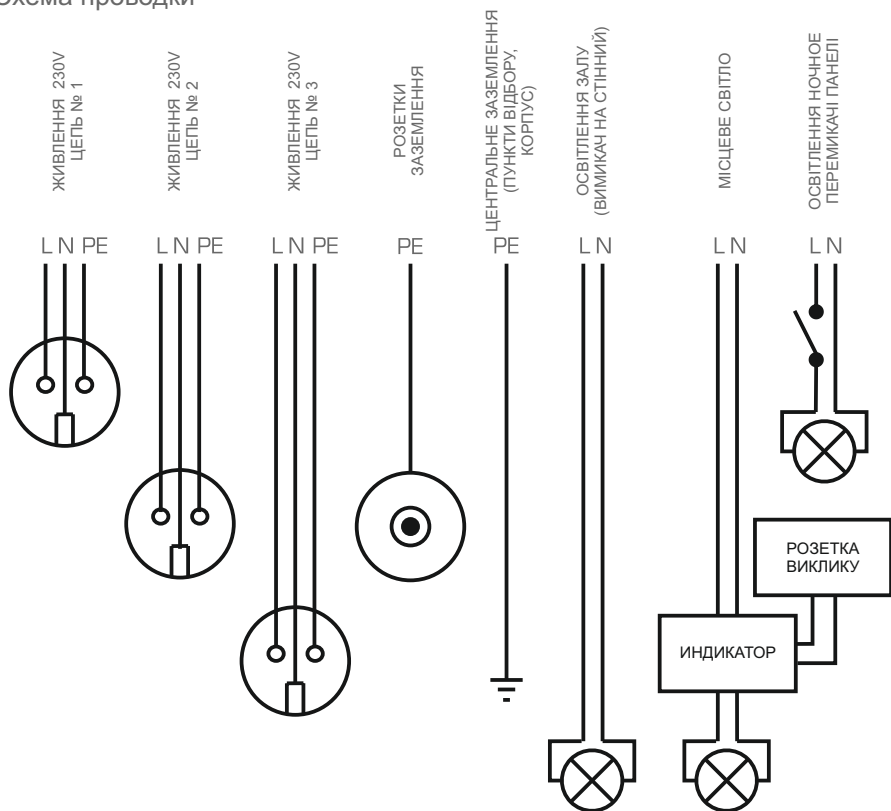 Схема проводки
ЖИВЛЕННЯ 230V
ЦЕПЬ № 1
ЖИВЛЕННЯ 230V
ЦЕПЬ № 2
ЖИВЛЕННЯ 230V
ЦЕПЬ № 3
РОЗЕТКИ
ЗАЗЕМЛЕННЯ
ЦЕНТРАЛЬНЕ ЗАЗЕМЛЕННЯ
(ПУНКТИ ВІДБОРУ,
КОРПУС)
ОСВІТЛЕННЯ ЗАЛУ
(ВИМИКАЧ НА СТІННИЙ)
МІСЦЕВЕ СВІТЛО
ОСВІТЛЕННЯ НОЧНОЕ
ПЕРЕМИКАЧІ ПАНЕЛІ
L N PE
L N PE
L N PE
PE
PE
L N
L N
L N
РОЗЕТКА
ВИКЛИКУ
ИНДИКАТОР